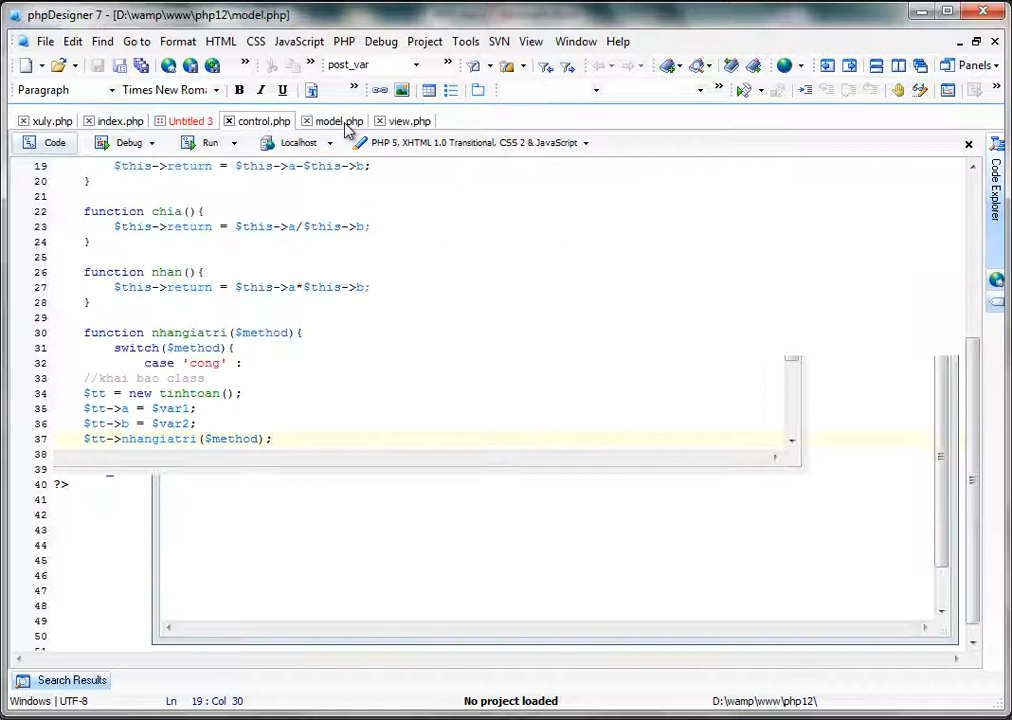 phpDesigner 7 - [D:\wamp\www\php12\model.php]
File Edit Find Go to Format HTML CSS JavaScript PHP Debug Project Tools SVN View Window Help
» post_var » Panels
Paragraph Times New Roma B I U » »
xuly.php index.php Untitled 3 control.php model.php view.php
Code Debug Run Localhost PHP 5, XHTML 1.0 Transitional, CSS 2 & JavaScript
19 $this->return = $this->a-$this->b;
20 }
21
22 function chia(){
23 $this->return = $this->a/$this->b;
24 }
25
26 function nhan(){
27 $this->return = $this->a*$this->b;
28 }
29
30 function nhangiatri($method){
31 switch($method){
32 case 'cong' :
33 //khai bao class
34 $tt = new tinhtoan();
35 $tt->a = $var1;
36 $tt->b = $var2;
37 $tt->nhangiatri($method);
38
39
40 ?>
41
42
43
44
45
46
47
48
49
50
Code Explorer
Search Results
Windows | UTF-8 Ln 19 : Col 30 No project loaded D:\wamp\www\php12\